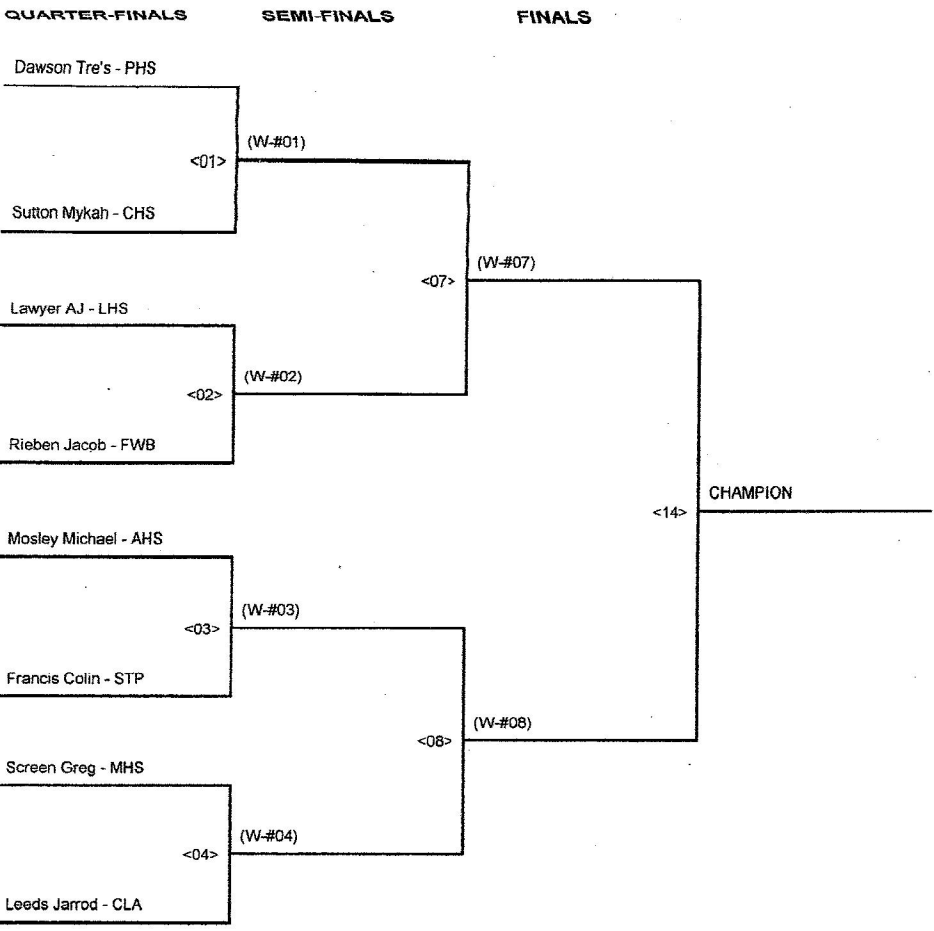 QUARTER-FINALS SEMI-FINALS FINALS
Dawson Tre's - PHS
(W-#01)
<01>
Sutton Mykah - CHS
(W-#07)
<07>
Lawyer AJ - LHS
(W-#02)
<02>
Rieben Jacob - FWB
CHAMPION
<14>
Mosley Michael - AHS
(W-#03)
<03>
Francis Colin - STP
(W-#08)
<08>
Screen Greg - MHS
(W-#04)
<04>
Leeds Jarrod - CLA